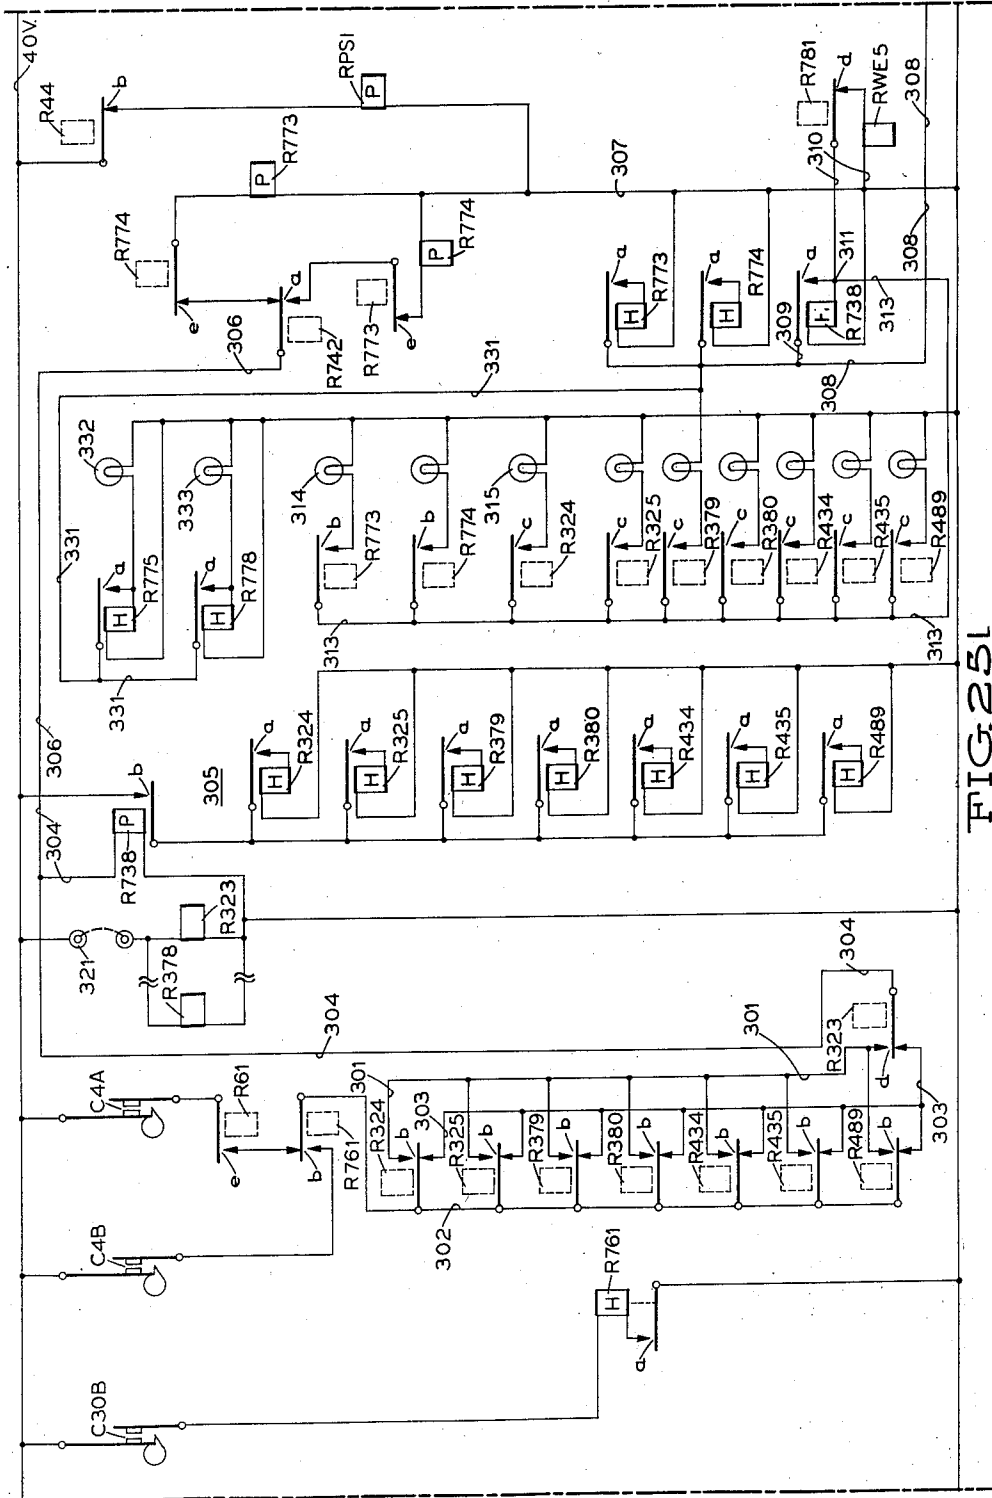 40V.
R44
b
RPS1
P
R773
P
R774
e
R774
P
a
R742
R773
e
306
307
R781
d
310
RWE5
308
308
a
H
R773
a
H
R774
a
311
309
H
R738
313
308
331
331
332
333
314
315
a
H
R775
a
H
R778
331
b
R773
b
R774
c
R324
c
R325
c
R379
c
R380
c
R434
c
R435
c
R489
313
313
306
304
304
b
P
R738
305
a
H
R324
a
H
R325
a
H
R379
a
H
R380
a
H
R434
a
H
R435
a
H
R489
321
R323
R378
304
304
301
R323
d
303
C4A
R61
e
b
R761
301
R324
b
303
R325
b
R379
b
R380
b
R434
b
R435
b
R489
b
302
C4B
C30B
H
R761
a
FIG. 25L